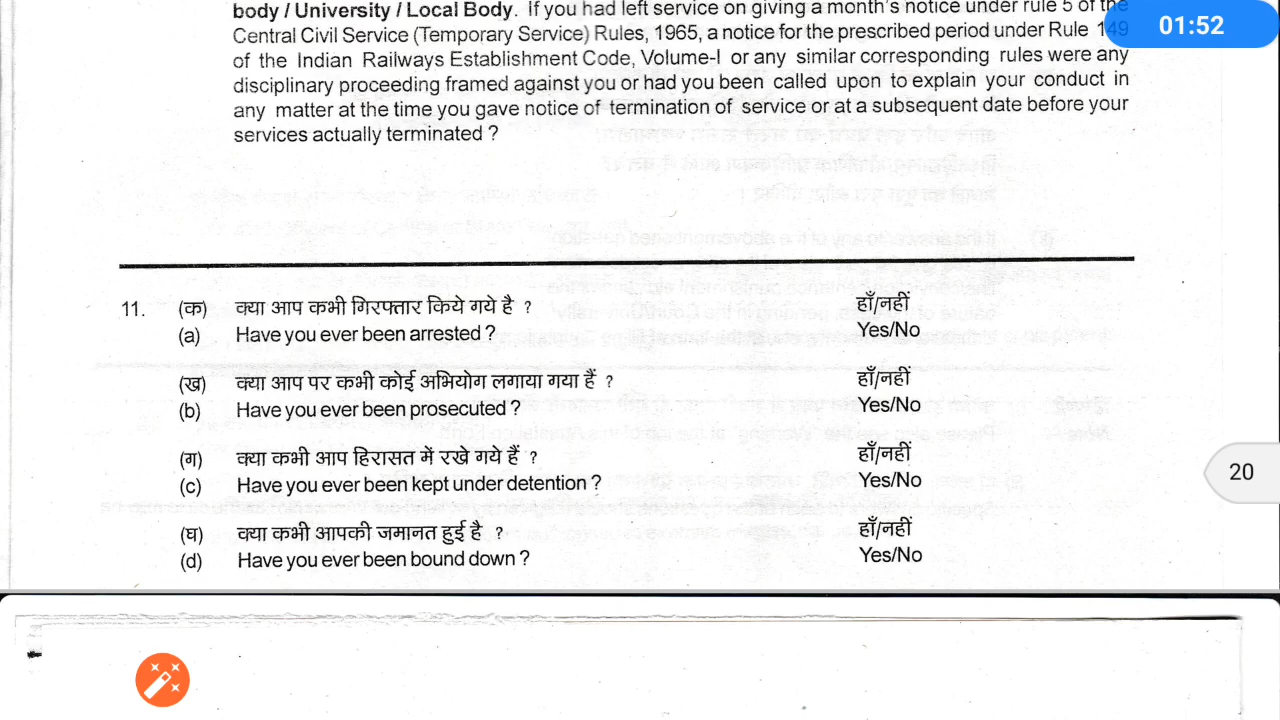 body / University / Local Body. If you had left service on giving a month's notice under rule 5 of the
Central Civil Service (Temporary Service) Rules, 1965, a notice for the prescribed period under Rule 149
of the Indian Railways Establishment Code, Volume-I or any similar corresponding rules were any
disciplinary proceeding framed against you or had you been called upon to explain your conduct in
any matter at the time you gave notice of termination of service or at a subsequent date before your
services actually terminated ?
01:52
11. (क) क्या आप कभी गिरफ्तार किये गये है ? हाँ/नहीं
(a) Have you ever been arrested ? Yes/No
(ख) क्या आप पर कभी कोई अभियोग लगाया गया हैं ? हाँ/नहीं
(b) Have you ever been prosecuted ? Yes/No
(ग) क्या कभी आप हिरासत में रखे गये हैं ? हाँ/नहीं
(c) Have you ever been kept under detention ? Yes/No
20
(घ) क्या कभी आपकी जमानत हुई है ? हाँ/नहीं
(d) Have you ever been bound down ? Yes/No